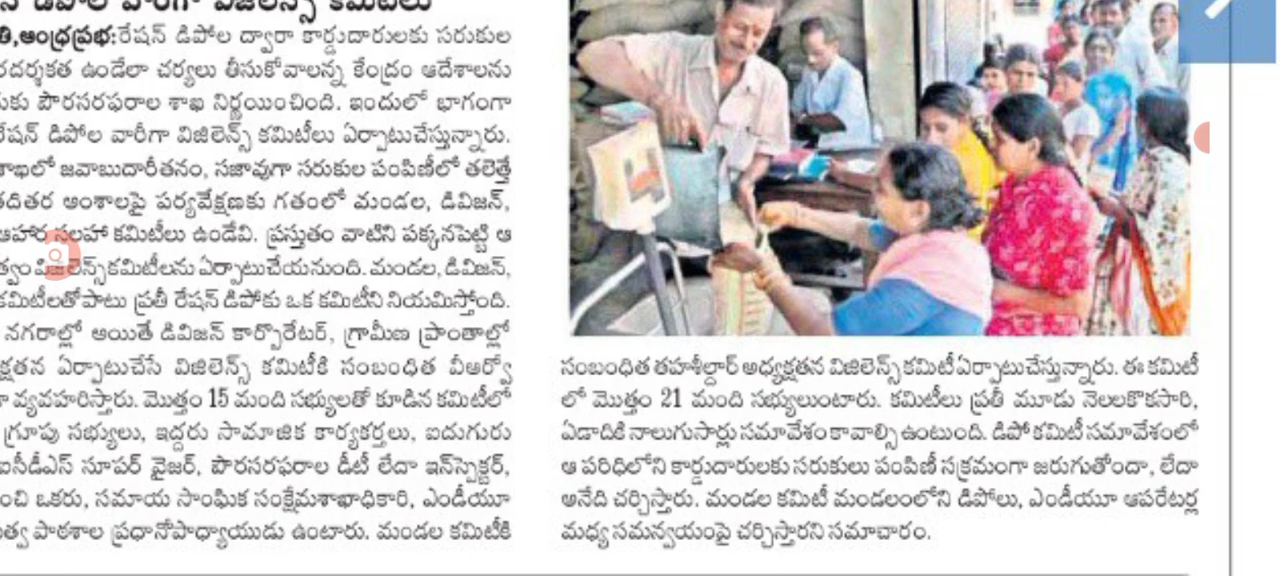 డిపోల వారీగా విజిలెన్స్ కమిటీలు
తి,ఆంధ్రప్రభ:రేషన్ డిపోల ద్వారా కార్డుదారులకు సరుకుల
రదర్శకత ఉండేలా చర్యలు తీసుకోవాలన్న కేంద్రం ఆదేశాలను
పౌరసరఫరాల శాఖ నిర్ణయించింది. ఇందులో భాగంగా
రేషన్ డిపోల వారీగా విజిలెన్స్ కమిటీలు ఏర్పాటుచేస్తున్నారు.
శాఖలో జవాబుదారీతనం, సజావుగా సరుకుల పంపిణీలో తలెత్తే
తదితర అంశాలపై పర్యవేక్షణకు గతంలో మండల, డివిజన్,
ఆహార సలహా కమిటీలు ఉండేవి. ప్రస్తుతం వాటిని పక్కనపెట్టి ఆ
త్వం విజిలెన్స్ కమిటీలను ఏర్పాటుచేయనుంది. మండల, డివిజన్,
కమిటీలతోపాటు ప్రతీ రేషన్ డిపోకు ఒక కమిటీని నియమిస్తోంది.
నగరాల్లో అయితే డివిజన్ కార్పొరేటర్, గ్రామీణ ప్రాంతాల్లో
క్షతన ఏర్పాటుచేసే విజిలెన్స్ కమిటీకి సంబంధిత వీఆర్వో
వ్యవహరిస్తారు. మొత్తం 15 మంది సభ్యులతో కూడిన కమిటీలో
గ్రూపు సభ్యులు, ఇద్దరు సామాజిక కార్యకర్తలు, ఐదుగురు
ఐసీడీఎస్ సూపర్ వైజర్, పౌరసరఫరాల డీటీ లేదా ఇన్‌స్పెక్టర్,
ంచి ఒకరు, సమాయ సాంఘిక సంక్షేమశాఖాధికారి, ఎండీయూ
త్వ పాఠశాల ప్రధానోపాధ్యాయుడు ఉంటారు. మండల కమిటీకి
సంబంధిత తహశీల్దార్ అధ్యక్షతన విజిలెన్స్ కమిటీ ఏర్పాటుచేస్తున్నారు. ఈ కమిటీ
లో మొత్తం 21 మంది సభ్యులుంటారు. కమిటీలు ప్రతీ మూడు నెలలకొకసారి,
ఏడాదికి నాలుగుసార్లు సమావేశం కావాల్సి ఉంటుంది. డిపో కమిటీ సమావేశంలో
ఆ పరిధిలోని కార్డుదారులకు సరుకులు పంపిణీ సక్రమంగా జరుగుతోందా, లేదా
అనేది చర్చిస్తారు. మండల కమిటీ మండలంలోని డిపోలు, ఎండీయూ ఆపరేటర్ల
మధ్య సమన్వయంపై చర్చిస్తారని సమాచారం.